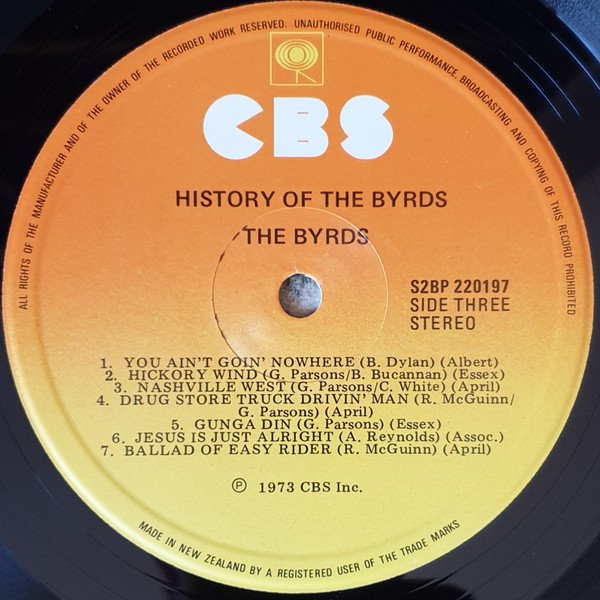 ALL RIGHTS OF THE MANUFACTURER AND OF THE OWNER OF THE RECORDED WORK RESERVED. UNAUTHORISED PUBLIC PERFORMANCE, BROADCASTING AND COPYING OF THIS RECORD PROHIBITED
CBS
HISTORY OF THE BYRDS
THE BYRDS
S2BP 220197
SIDE THREE
STEREO
1. YOU AIN'T GOIN' NOWHERE (B. Dylan) (Albert)
2. HICKORY WIND (G. Parsons/B. Bucannan) (Essex)
3. NASHVILLE WEST (G. Parsons/C. White) (April)
4. DRUG STORE TRUCK DRIVIN' MAN (R. McGuinn/
G. Parsons) (April)
5. GUNGA DIN (G. Parsons) (Essex)
6. JESUS IS JUST ALRIGHT (A. Reynolds) (Assoc.)
7. BALLAD OF EASY RIDER (R. McGuinn) (April)
℗ 1973 CBS Inc.
MADE IN NEW ZEALAND BY A REGISTERED USER OF THE TRADE MARKS